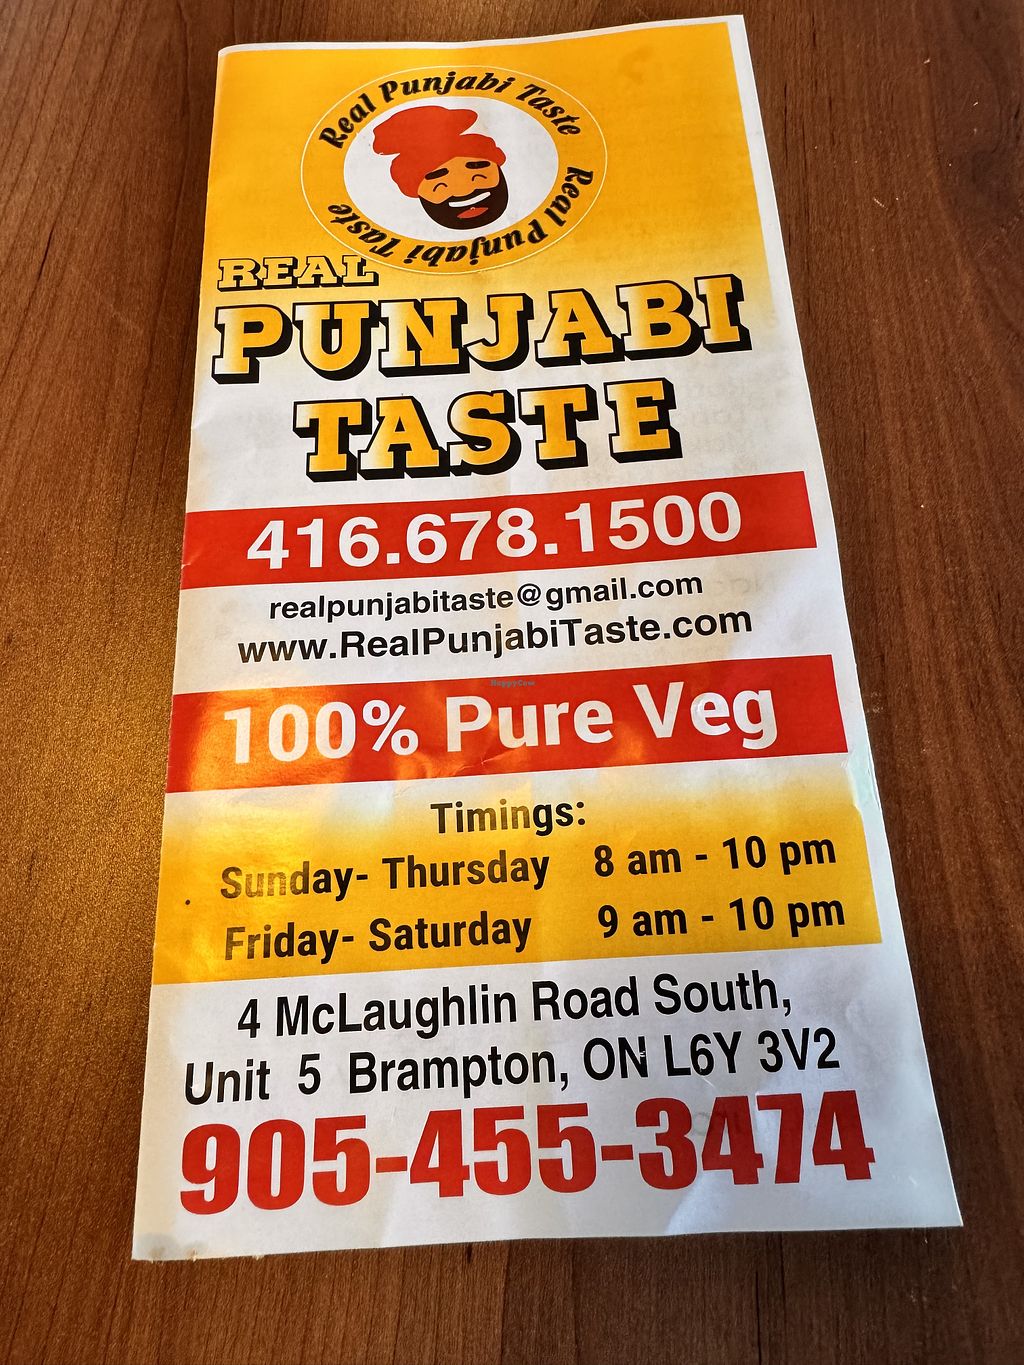 Real Punjabi Taste
Real Punjabi Taste
REAL
PUNJABI
TASTE
416.678.1500
realpunjabitaste@gmail.com
www.RealPunjabiTaste.com
HappyCow
100% Pure Veg
Timings:
Sunday- Thursday 8 am - 10 pm
Friday- Saturday 9 am - 10 pm
4 McLaughlin Road South,
Unit 5 Brampton, ON L6Y 3V2
905-455-3474